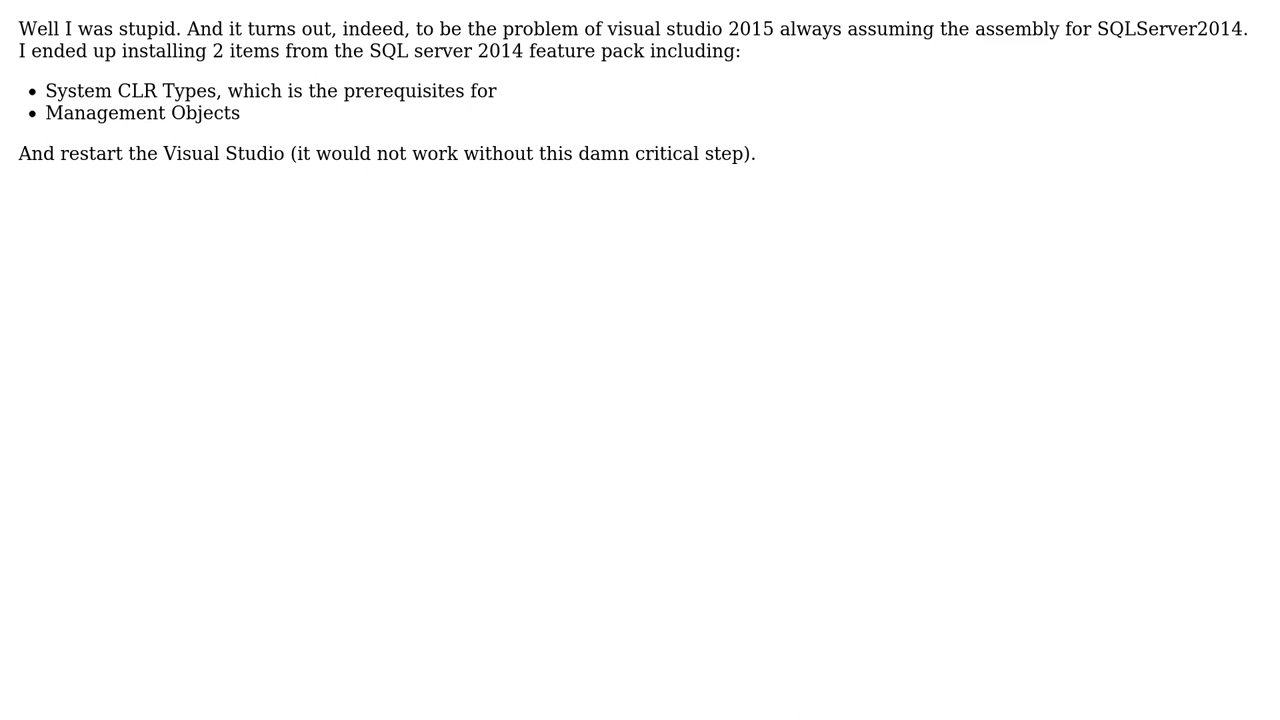 Well I was stupid. And it turns out, indeed, to be the problem of visual studio 2015 always assuming the assembly for SQLServer2014.
I ended up installing 2 items from the SQL server 2014 feature pack including:
• System CLR Types, which is the prerequisites for
• Management Objects
And restart the Visual Studio (it would not work without this damn critical step).